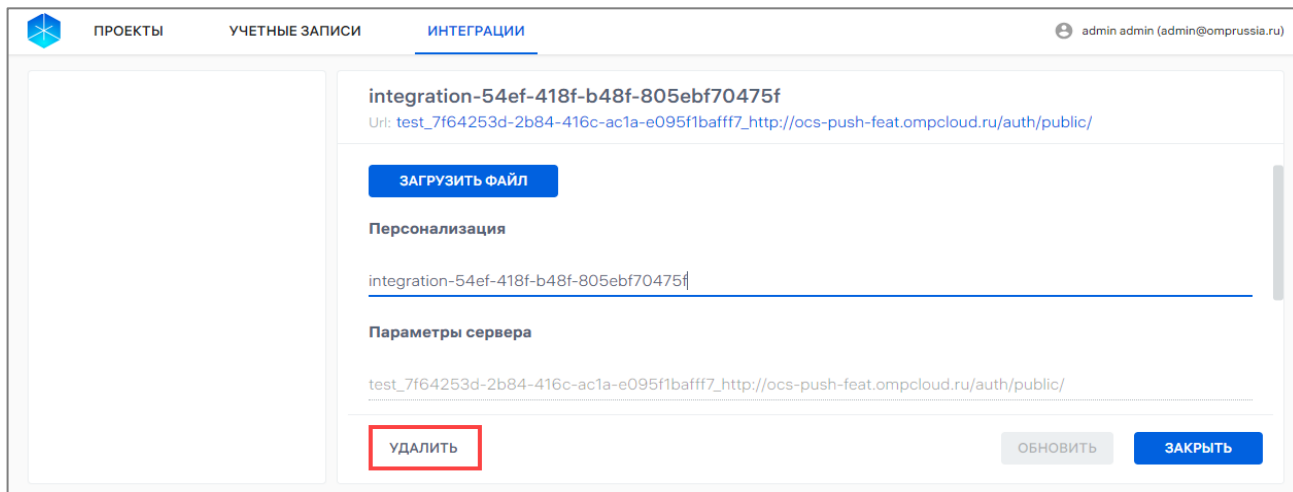 ПРОЕКТЫ УЧЕТНЫЕ ЗАПИСИ ИНТЕГРАЦИИ admin admin (admin@omprussia.ru)
integration-54ef-418f-b48f-805ebf70475f
Url: test_7f64253d-2b84-416c-ac1a-e095f1bafff7_http://ocs-push-feat.ompcloud.ru/auth/public/
ЗАГРУЗИТЬ ФАЙЛ
Персонализация
integration-54ef-418f-b48f-805ebf70475f
Параметры сервера
test_7f64253d-2b84-416c-ac1a-e095f1bafff7_http://ocs-push-feat.ompcloud.ru/auth/public/
УДАЛИТЬ ОБНОВИТЬ ЗАКРЫТЬ